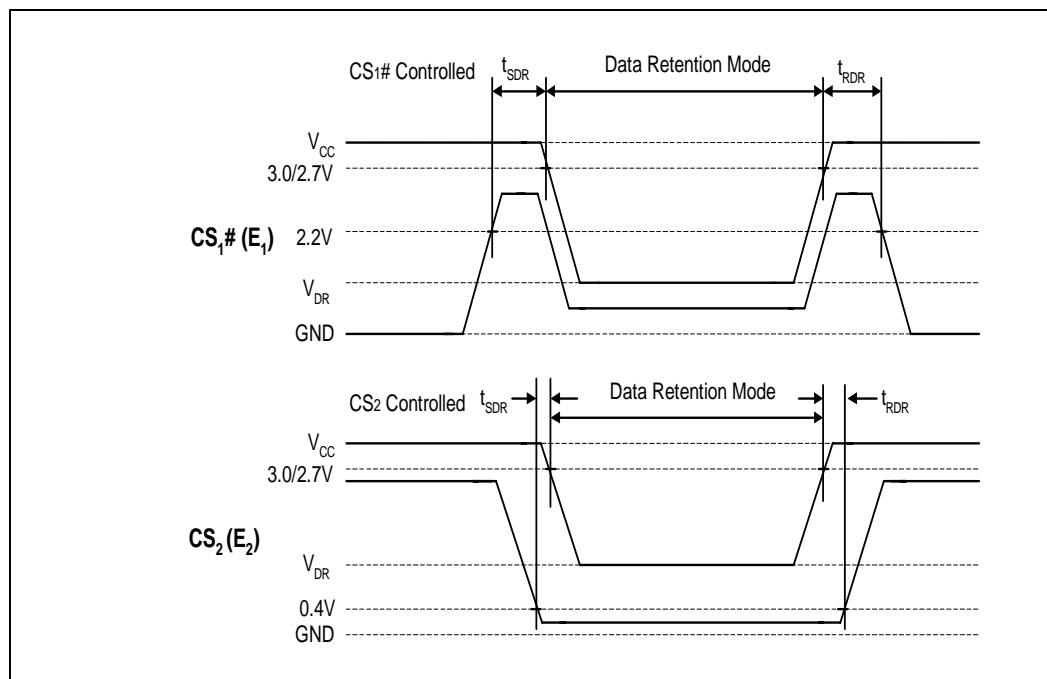 CS1# Controlled tSDR Data Retention Mode tRDR
VCC
3.0/2.7V
CS1# (E1) 2.2V
VDR
GND
CS2 Controlled tSDR Data Retention Mode tRDR
VCC
3.0/2.7V
CS2 (E2)
VDR
0.4V
GND